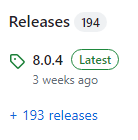 Releases 194
8.0.4 Latest
3 weeks ago
+ 193 releases